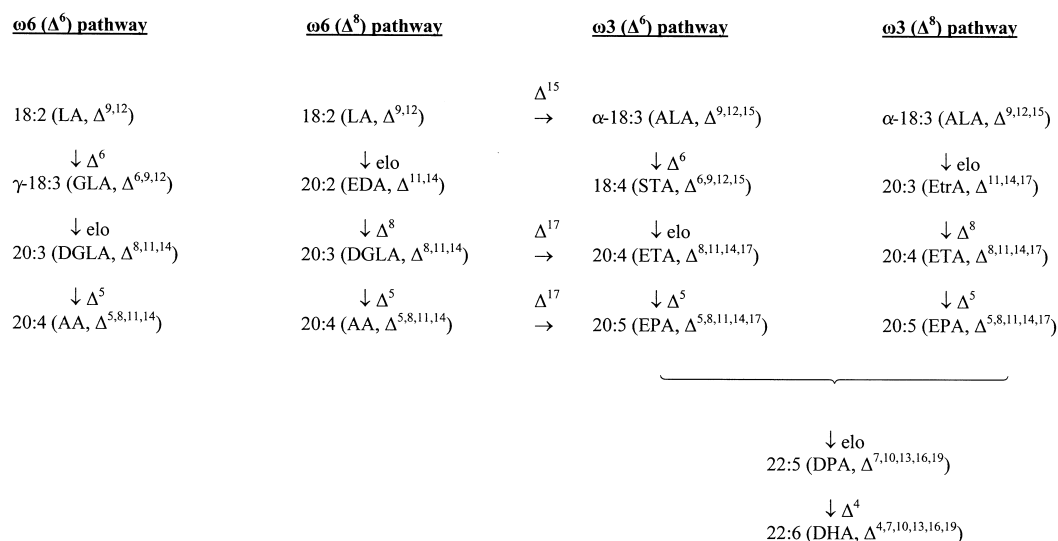 ω6 (Δ⁶) pathway ω6 (Δ⁸) pathway ω3 (Δ⁶) pathway ω3 (Δ⁸) pathway
Δ¹⁵
18:2 (LA, Δ⁹,¹²) 18:2 (LA, Δ⁹,¹²) → α-18:3 (ALA, Δ⁹,¹²,¹⁵) α-18:3 (ALA, Δ⁹,¹²,¹⁵)
↓ Δ⁶ ↓ elo ↓ Δ⁶ ↓ elo
γ-18:3 (GLA, Δ⁶,⁹,¹²) 20:2 (EDA, Δ¹¹,¹⁴) 18:4 (STA, Δ⁶,⁹,¹²,¹⁵) 20:3 (EtrA, Δ¹¹,¹⁴,¹⁷)
↓ elo ↓ Δ⁸ Δ¹⁷ ↓ elo ↓ Δ⁸
20:3 (DGLA, Δ⁸,¹¹,¹⁴) 20:3 (DGLA, Δ⁸,¹¹,¹⁴) → 20:4 (ETA, Δ⁸,¹¹,¹⁴,¹⁷) 20:4 (ETA, Δ⁸,¹¹,¹⁴,¹⁷)
↓ Δ⁵ ↓ Δ⁵ Δ¹⁷ ↓ Δ⁵ ↓ Δ⁵
20:4 (AA, Δ⁵,⁸,¹¹,¹⁴) 20:4 (AA, Δ⁵,⁸,¹¹,¹⁴) → 20:5 (EPA, Δ⁵,⁸,¹¹,¹⁴,¹⁷) 20:5 (EPA, Δ⁵,⁸,¹¹,¹⁴,¹⁷)
↓ elo
22:5 (DPA, Δ⁷,¹⁰,¹³,¹⁶,¹⁹)
↓ Δ⁴
22:6 (DHA, Δ⁴,⁷,¹⁰,¹³,¹⁶,¹⁹)